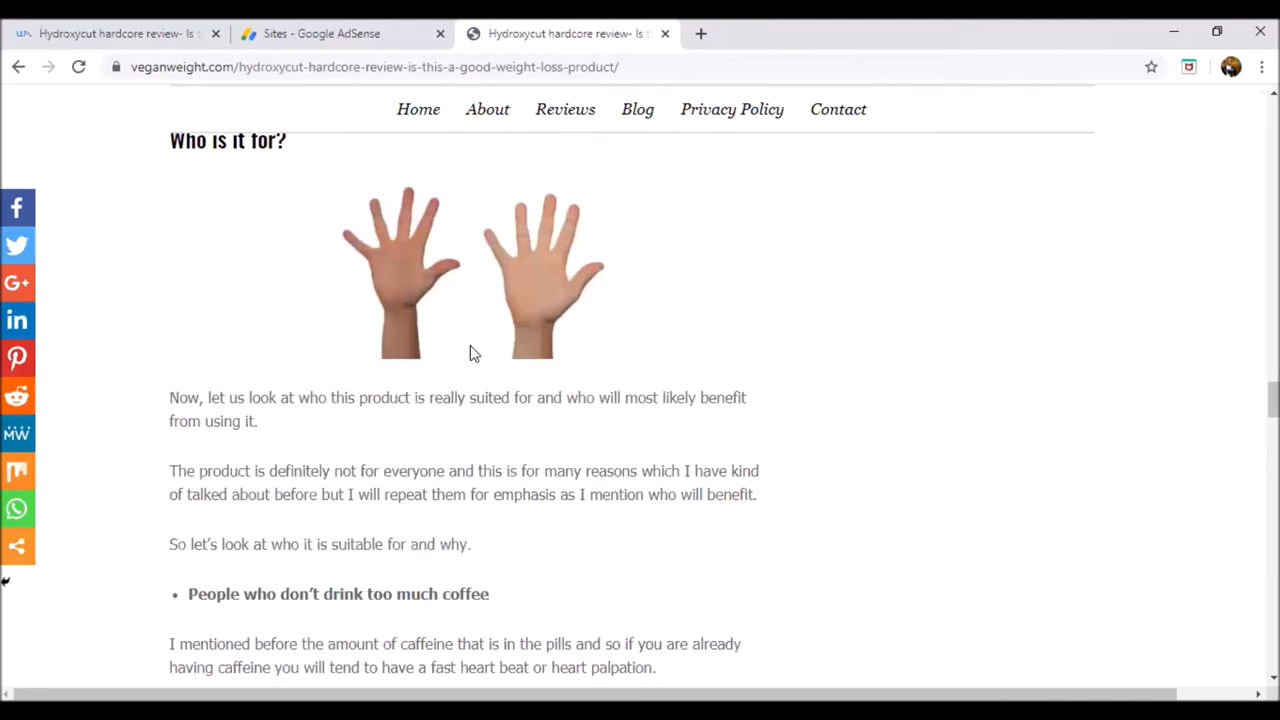 Hydroxycut hardcore review- Is t
Sites - Google AdSense
Hydroxycut hardcore review- Is t
veganweight.com/hydroxycut-hardcore-review-is-this-a-good-weight-loss-product/
Home About Reviews Blog Privacy Policy Contact
Who is it for?
Now, let us look at who this product is really suited for and who will most likely benefit
from using it.
The product is definitely not for everyone and this is for many reasons which I have kind
of talked about before but I will repeat them for emphasis as I mention who will benefit.
So let’s look at who it is suitable for and why.
• People who don’t drink too much coffee
I mentioned before the amount of caffeine that is in the pills and so if you are already
having caffeine you will tend to have a fast heart beat or heart palpation.
G+
in
MW